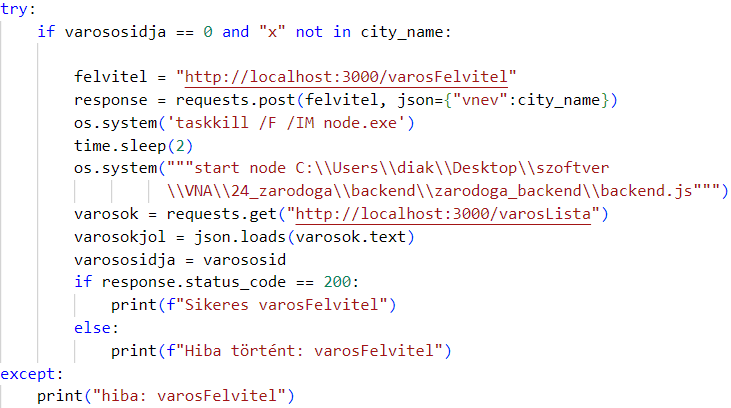 try:
    if varososidja == 0 and "x" not in city_name:
        felvitel = "http://localhost:3000/varosFelvitel"
        response = requests.post(felvitel, json={"vnev":city_name})
        os.system('taskkill /F /IM node.exe')
        time.sleep(2)
        os.system("""start node C:\\Users\\diak\\Desktop\\szoftver
                  \\VNA\\24_zarodoga\\backend\\zarodoga_backend\\backend.js""")
        varosok = requests.get("http://localhost:3000/varosLista")
        varosokjol = json.loads(varosok.text)
        varososidja = varososid
        if response.status_code == 200:
            print(f"Sikeres varosFelvitel")
        else:
            print(f"Hiba történt: varosFelvitel")
except:
    print("hiba: varosFelvitel")